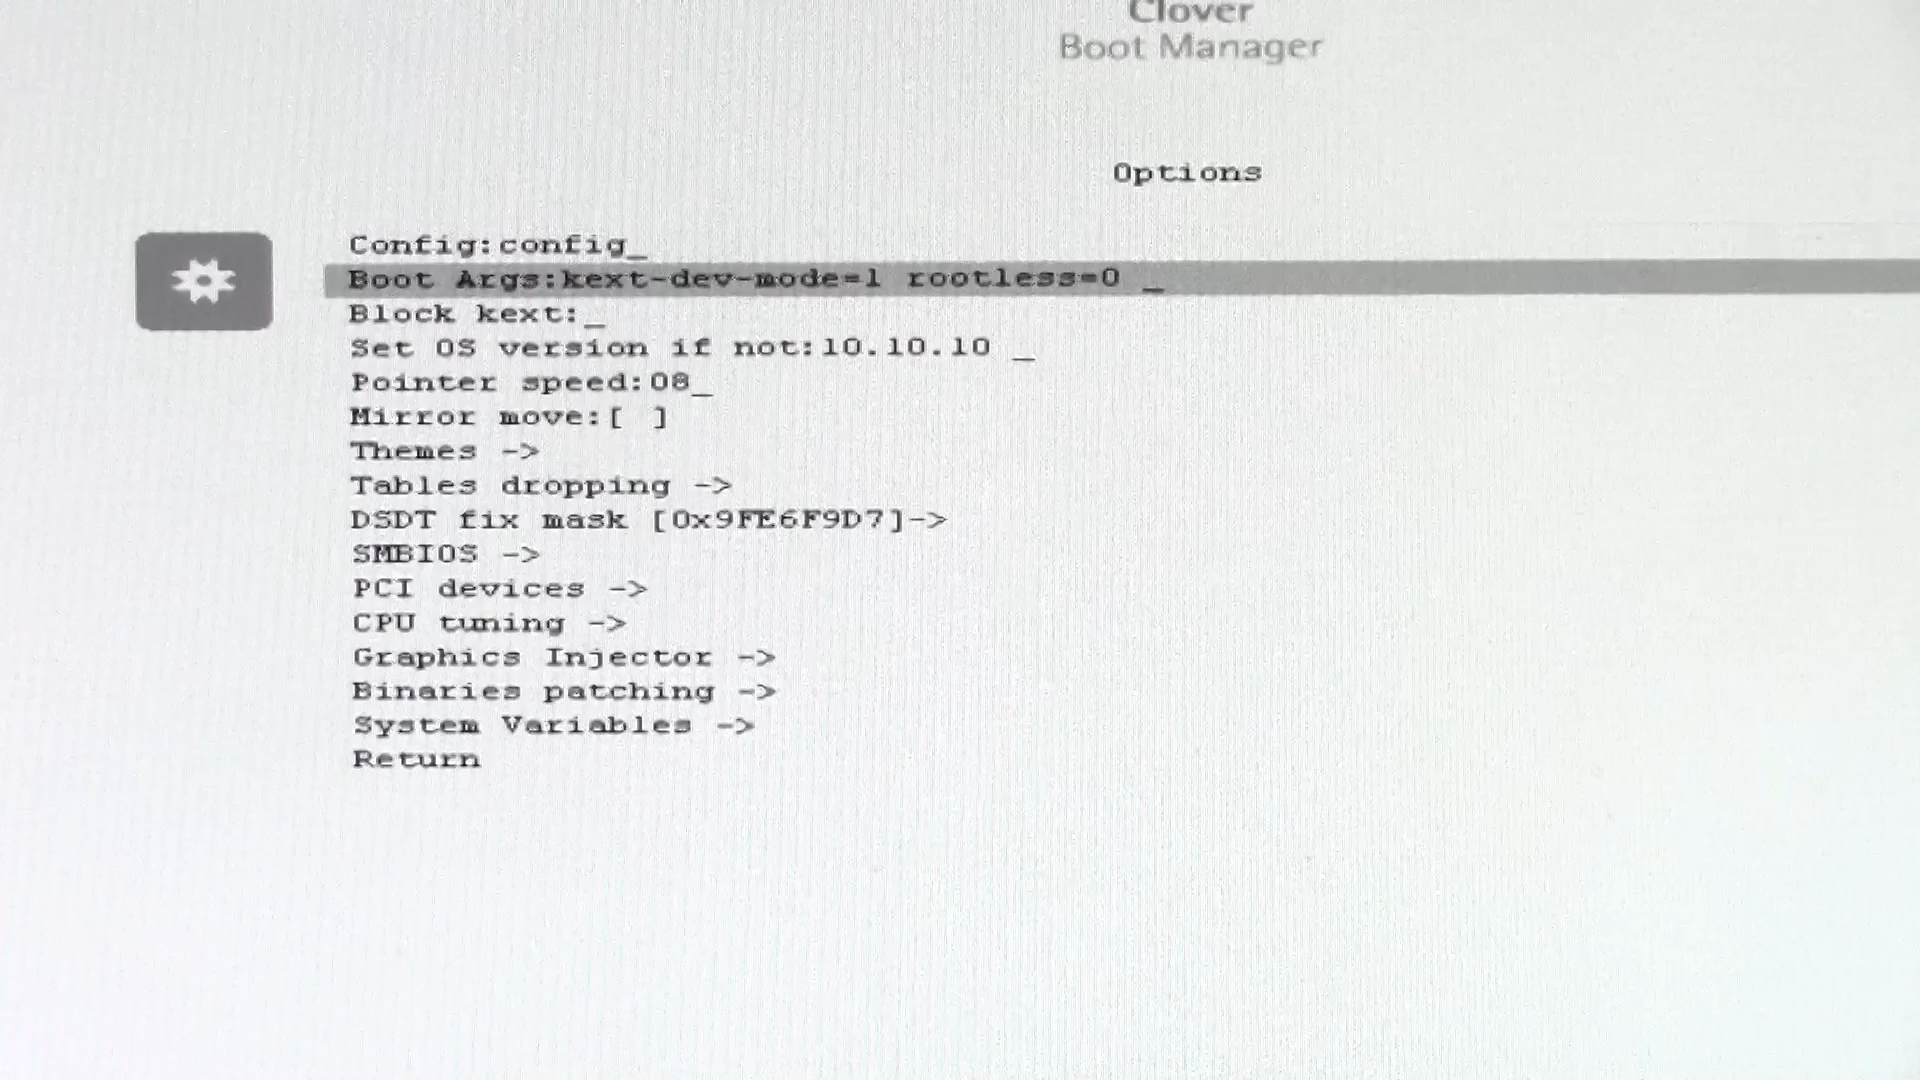 Clover
Boot Manager
Options
Config:config_
Boot Args:kext-dev-mode=1 rootless=0 _
Block kext:_
Set OS version if not:10.10.10 _
Pointer speed:08_
Mirror move:[ ]
Themes ->
Tables dropping ->
DSDT fix mask [0x9FE6F9D7]->
SMBIOS ->
PCI devices ->
CPU tuning ->
Graphics Injector ->
Binaries patching ->
System Variables ->
Return